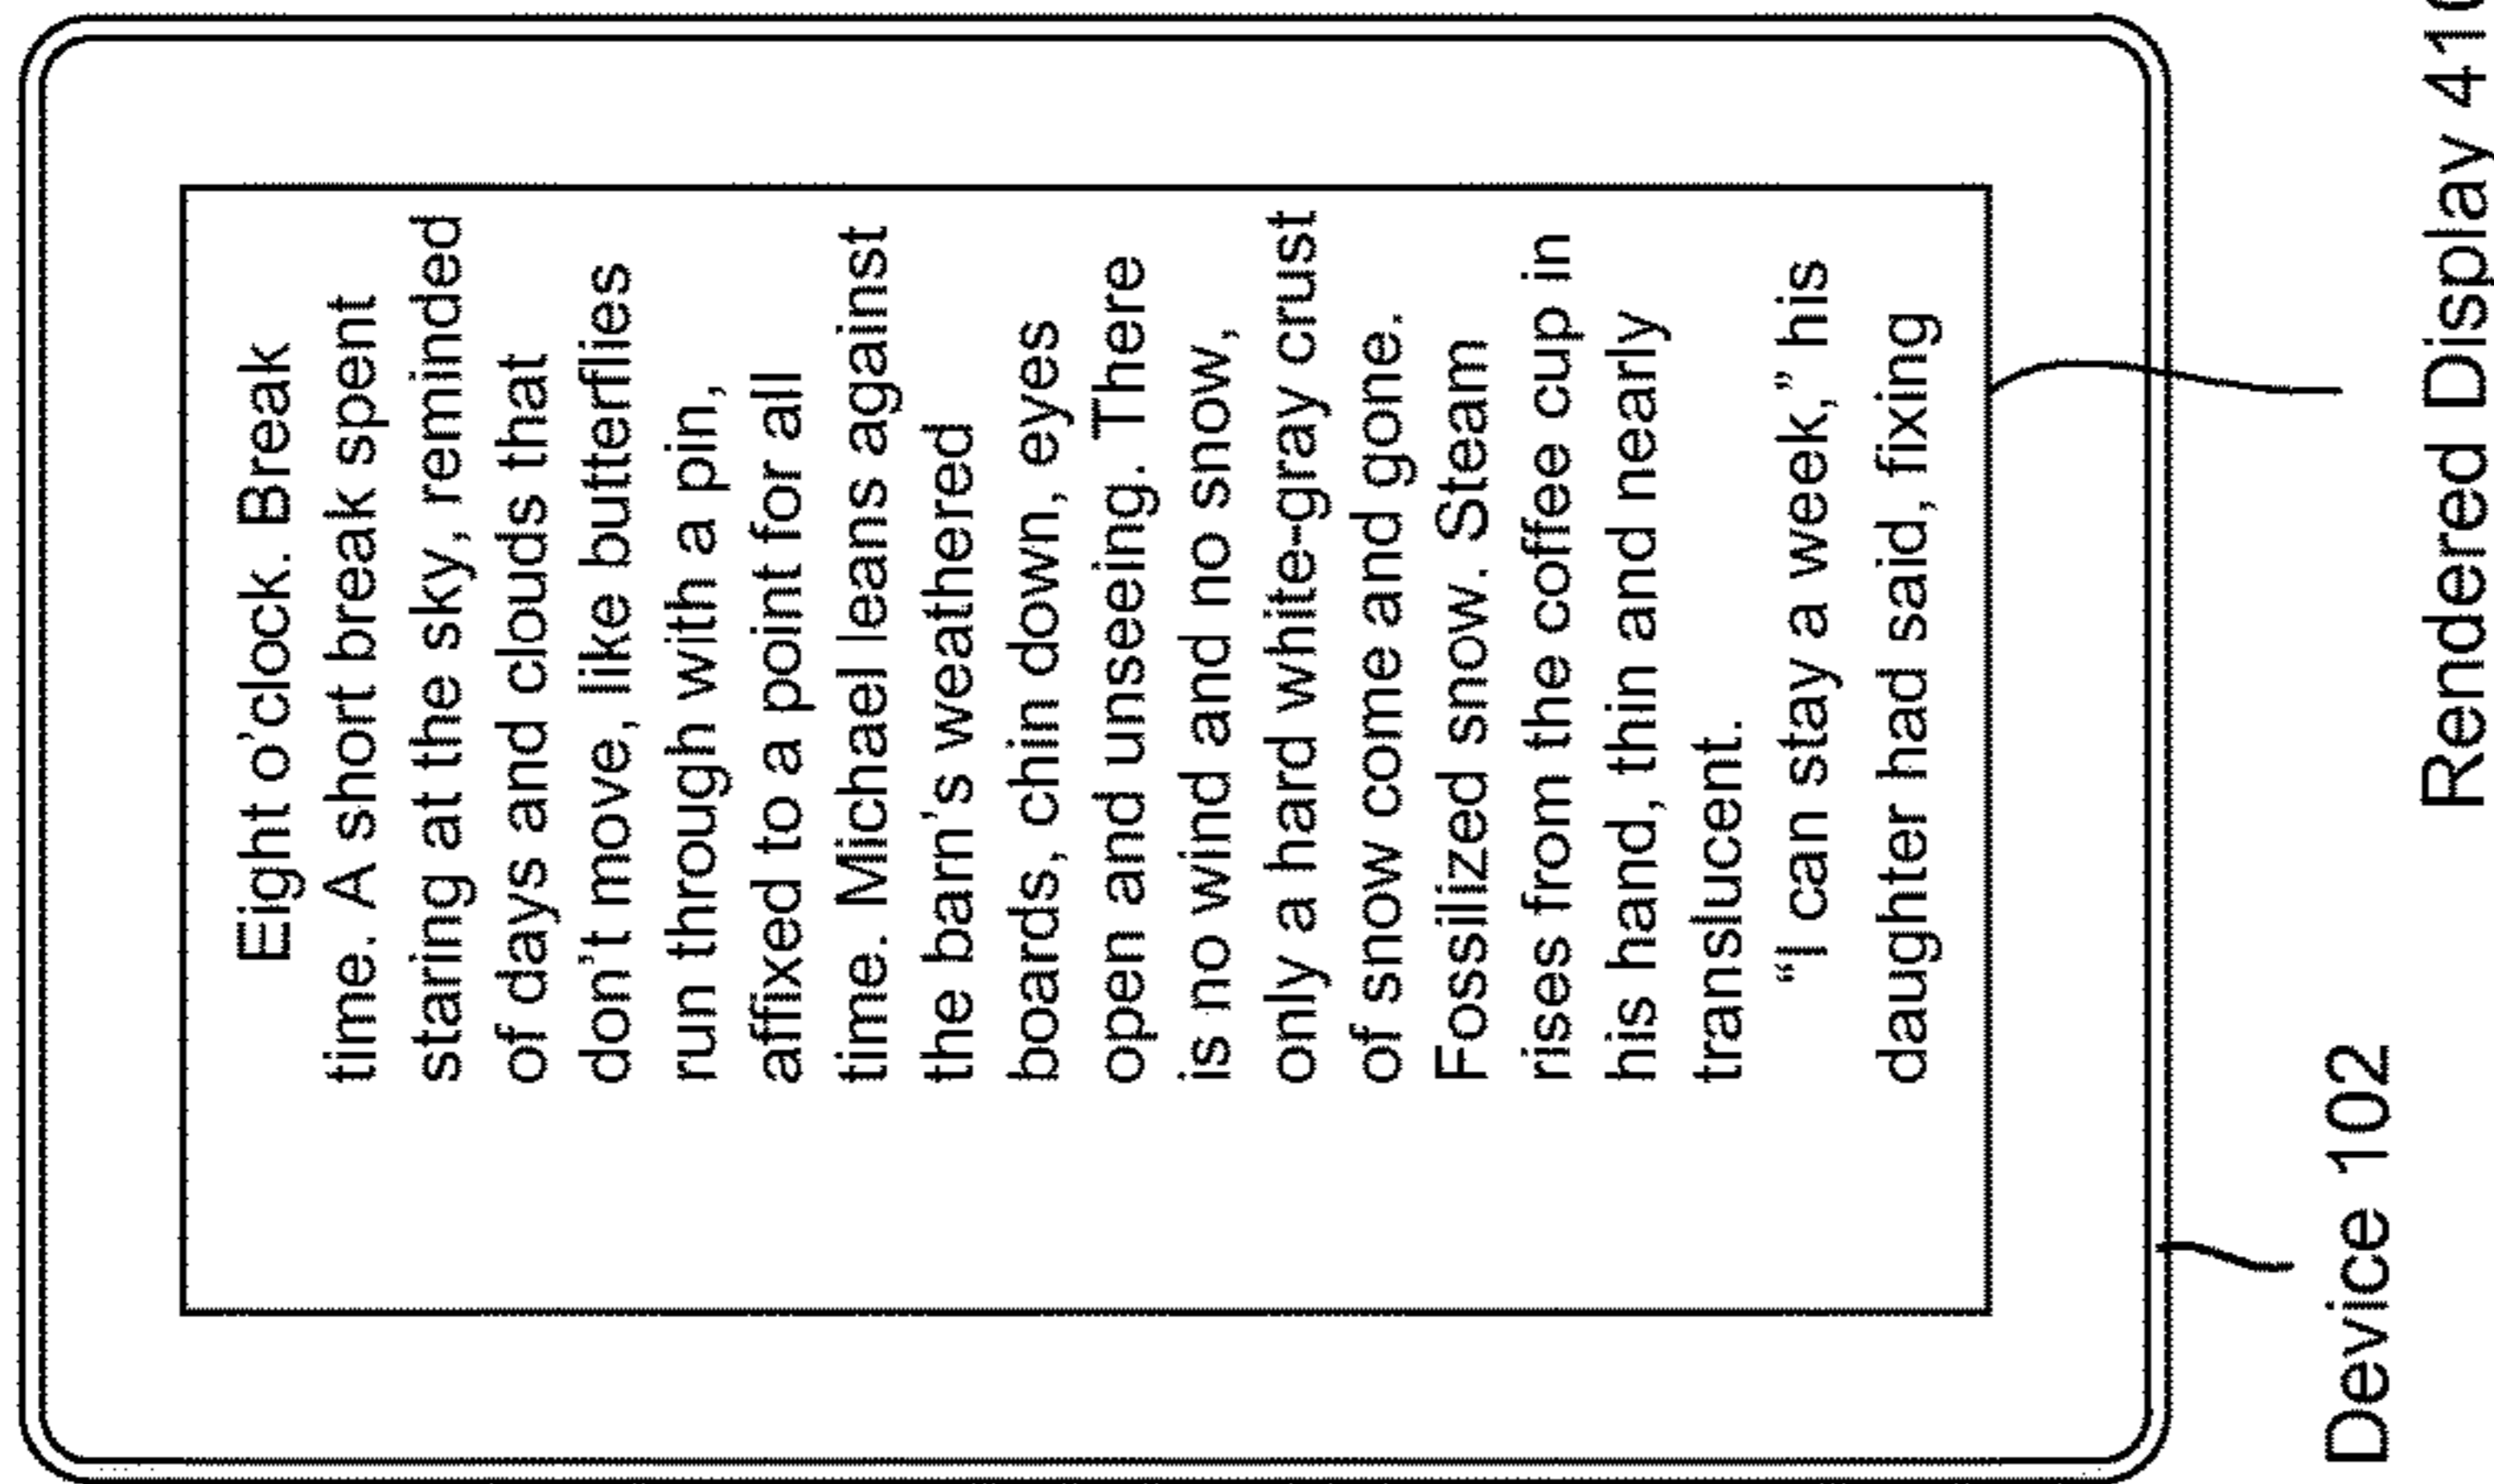 Eight o'clock. Break
time. A short break spent
staring at the sky, reminded
of days and clouds that
don't move, like butterflies
run through with a pin,
affixed to a point for all
time. Michael leans against
the barn's weathered
boards, chin down, eyes
open and unseeing. There
is no wind and no snow,
only a hard white-gray crust
of snow come and gone.
Fossilized snow. Steam
rises from the coffee cup in
his hand, thin and nearly
translucent.
“I can stay a week,” his
daughter had said, fixing
Device 102
Rendered Display